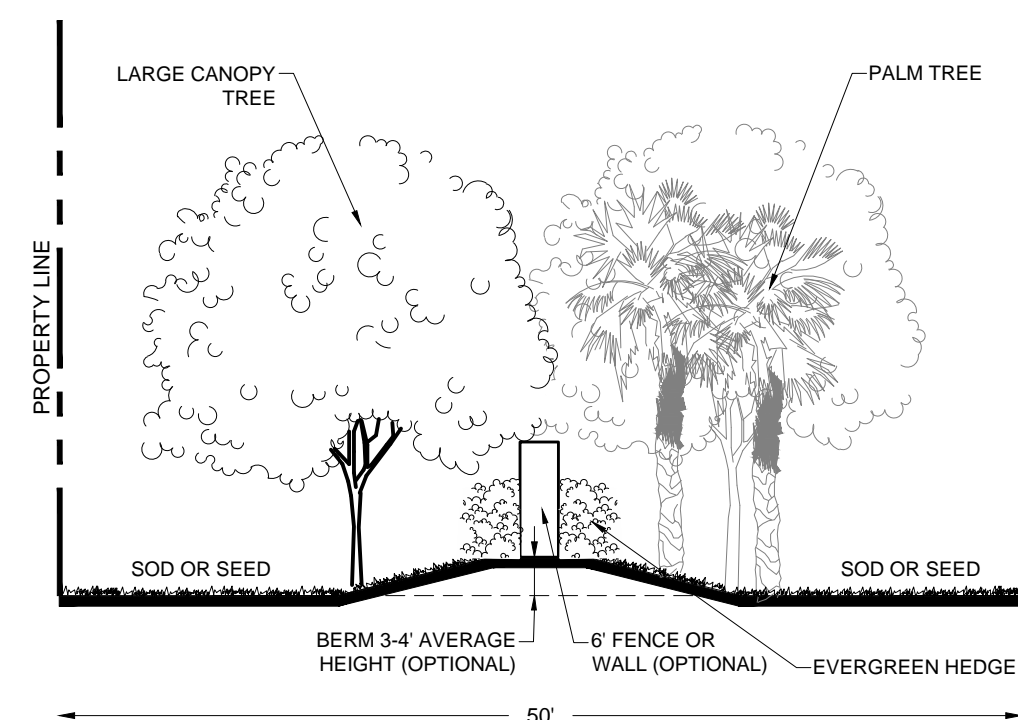 LARGE CANOPY
TREE
PALM TREE
PROPERTY LINE
SOD OR SEED
SOD OR SEED
BERM 3-4' AVERAGE
HEIGHT (OPTIONAL)
6' FENCE OR
WALL (OPTIONAL)
EVERGREEN HEDGE
50'